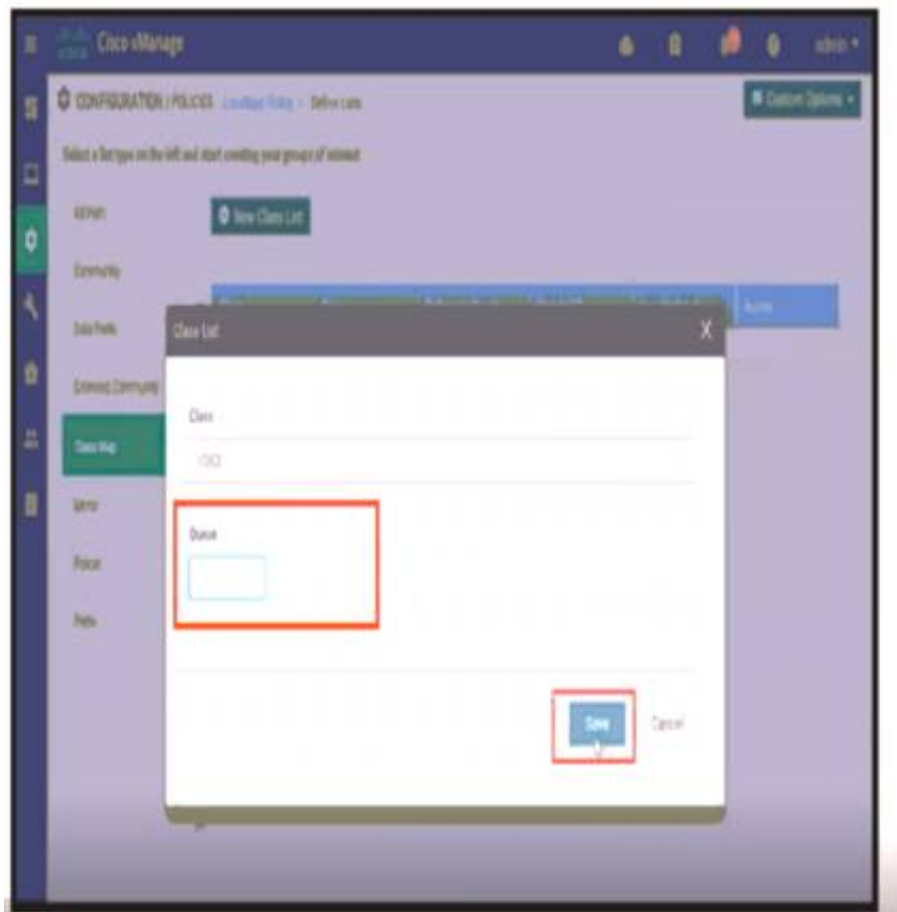 Cisco vManage
admin
CONFIGURATION | POLICIES Localized Policy > Define Lists
Custom Options
Select a list type on the left and start creating your groups of interest
AS Path
New Class List
Community
Data Prefix
Action
Class List
X
Extended Community
Class
Class Map
Mirror
Queue
Policer
Prefix
Save
Cancel